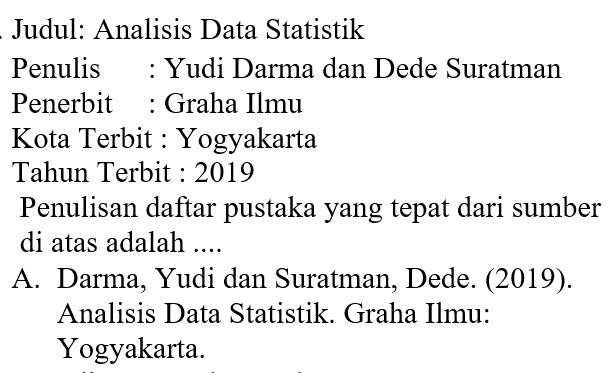 . Judul: Analisis Data Statistik
Penulis : Yudi Darma dan Dede Suratman
Penerbit : Graha Ilmu
Kota Terbit : Yogyakarta
Tahun Terbit : 2019
Penulisan daftar pustaka yang tepat dari sumber
di atas adalah ....
A. Darma, Yudi dan Suratman, Dede. (2019).
Analisis Data Statistik. Graha Ilmu:
Yogyakarta.